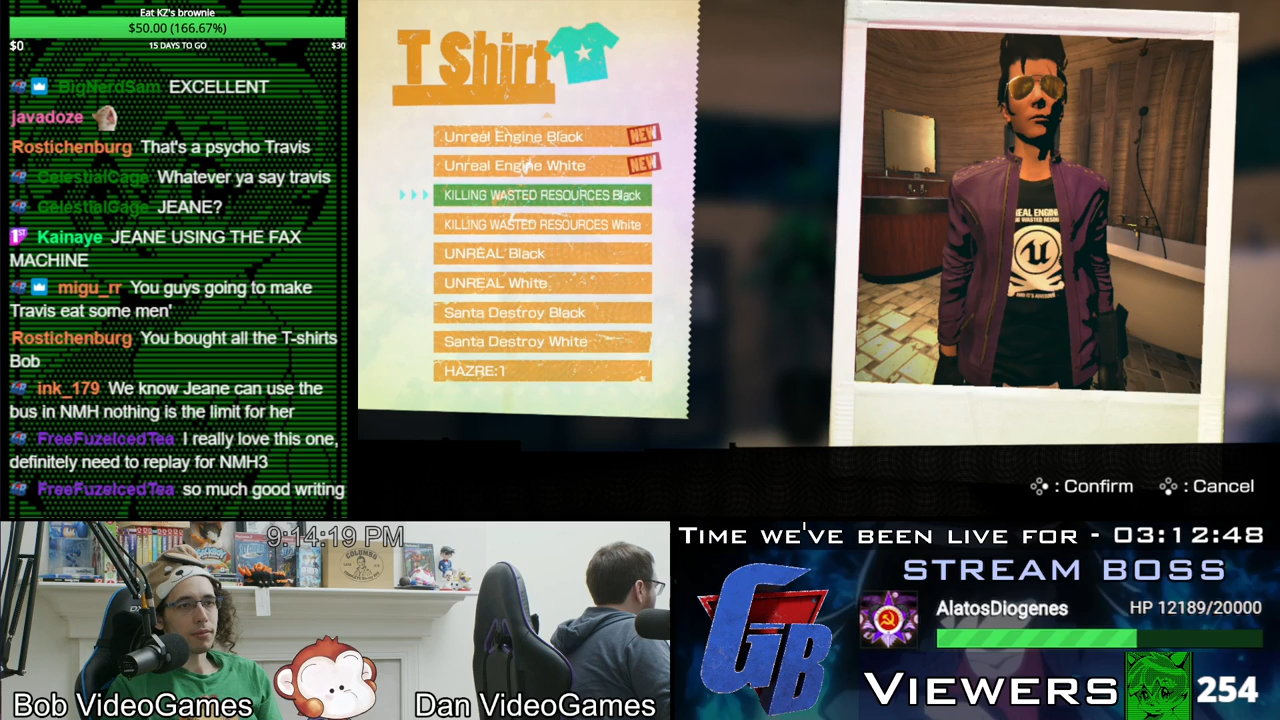 Eat KZ's brownie
$50.00 (166.67%)
$0 15 DAYS TO GO $30
BigNerdSam EXCELLENT
javadoze
Rostichenburg That's a psycho Travis
CelestialCage Whatever ya say travis
CelestialCage JEANE?
1ST Kainaye JEANE USING THE FAX
MACHINE
migu_rr You guys going to make
Travis eat some men'
Rostichenburg You bought all the T-shirts
Bob
ink_179 We know Jeane can use the
bus in NMH nothing is the limit for her
FreeFuzeIcedTea I really love this one,
definitely need to replay for NMH3
FreeFuzeIcedTea so much good writing
T Shirt
Unreal Engine Black NEW
Unreal Engine White NEW
KILLING WASTED RESOURCES Black
KILLING WASTED RESOURCES White
UNREAL Black
UNREAL White
Santa Destroy Black
Santa Destroy White
HAZRE:1
: Confirm : Cancel
9:14:19 PM
COLUMBO
Bob VideoGames
Dan VideoGames
TIME WE'VE BEEN LIVE FOR - 03:12:48
STREAM BOSS
AlatosDiogenes HP 12189/20000
GB
VIEWERS 254